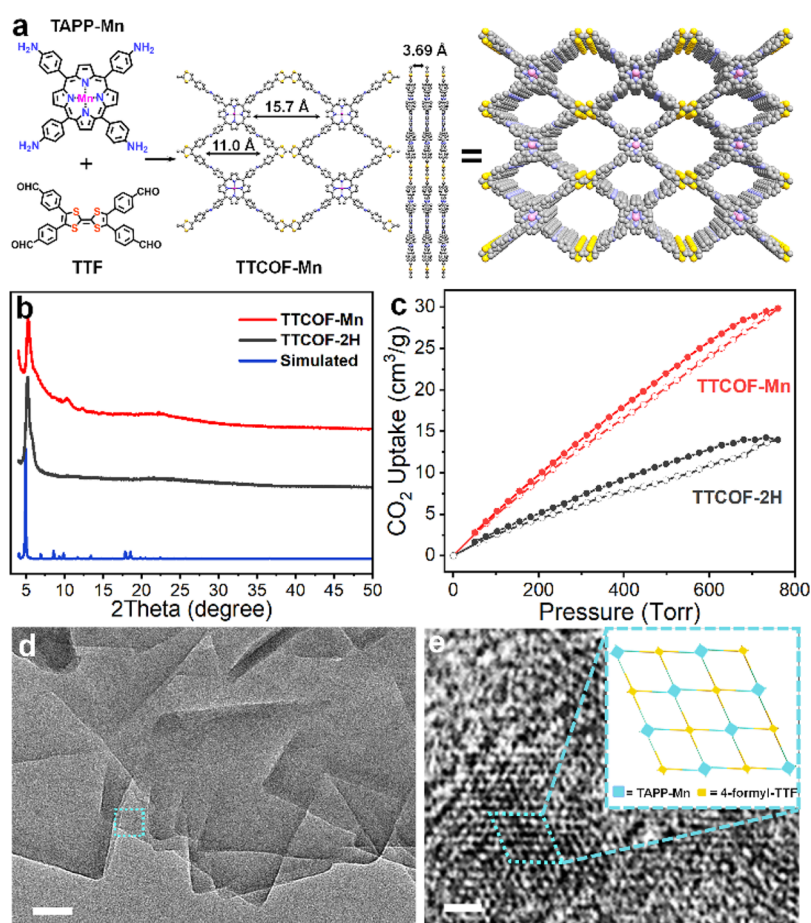 a
TAPP-Mn
NH₂
NH₂
N
N
Mn
N
N
H₂N
H₂N
+
CHO
CHO
S
S
S
S
OHC
CHO
TTF
15.7 Å
11.0 Å
TTCOF-Mn
3.69 Å
=
b
TTCOF-Mn
TTCOF-2H
Simulated
5 10 15 20 25 30 35 40 45 50
2Theta (degree)
c
CO₂ Uptake (cm³/g)
30
25
20
15
10
5
0
TTCOF-Mn
TTCOF-2H
0 200 400 600 800
Pressure (Torr)
d
e
= TAPP-Mn = 4-formyl-TTF